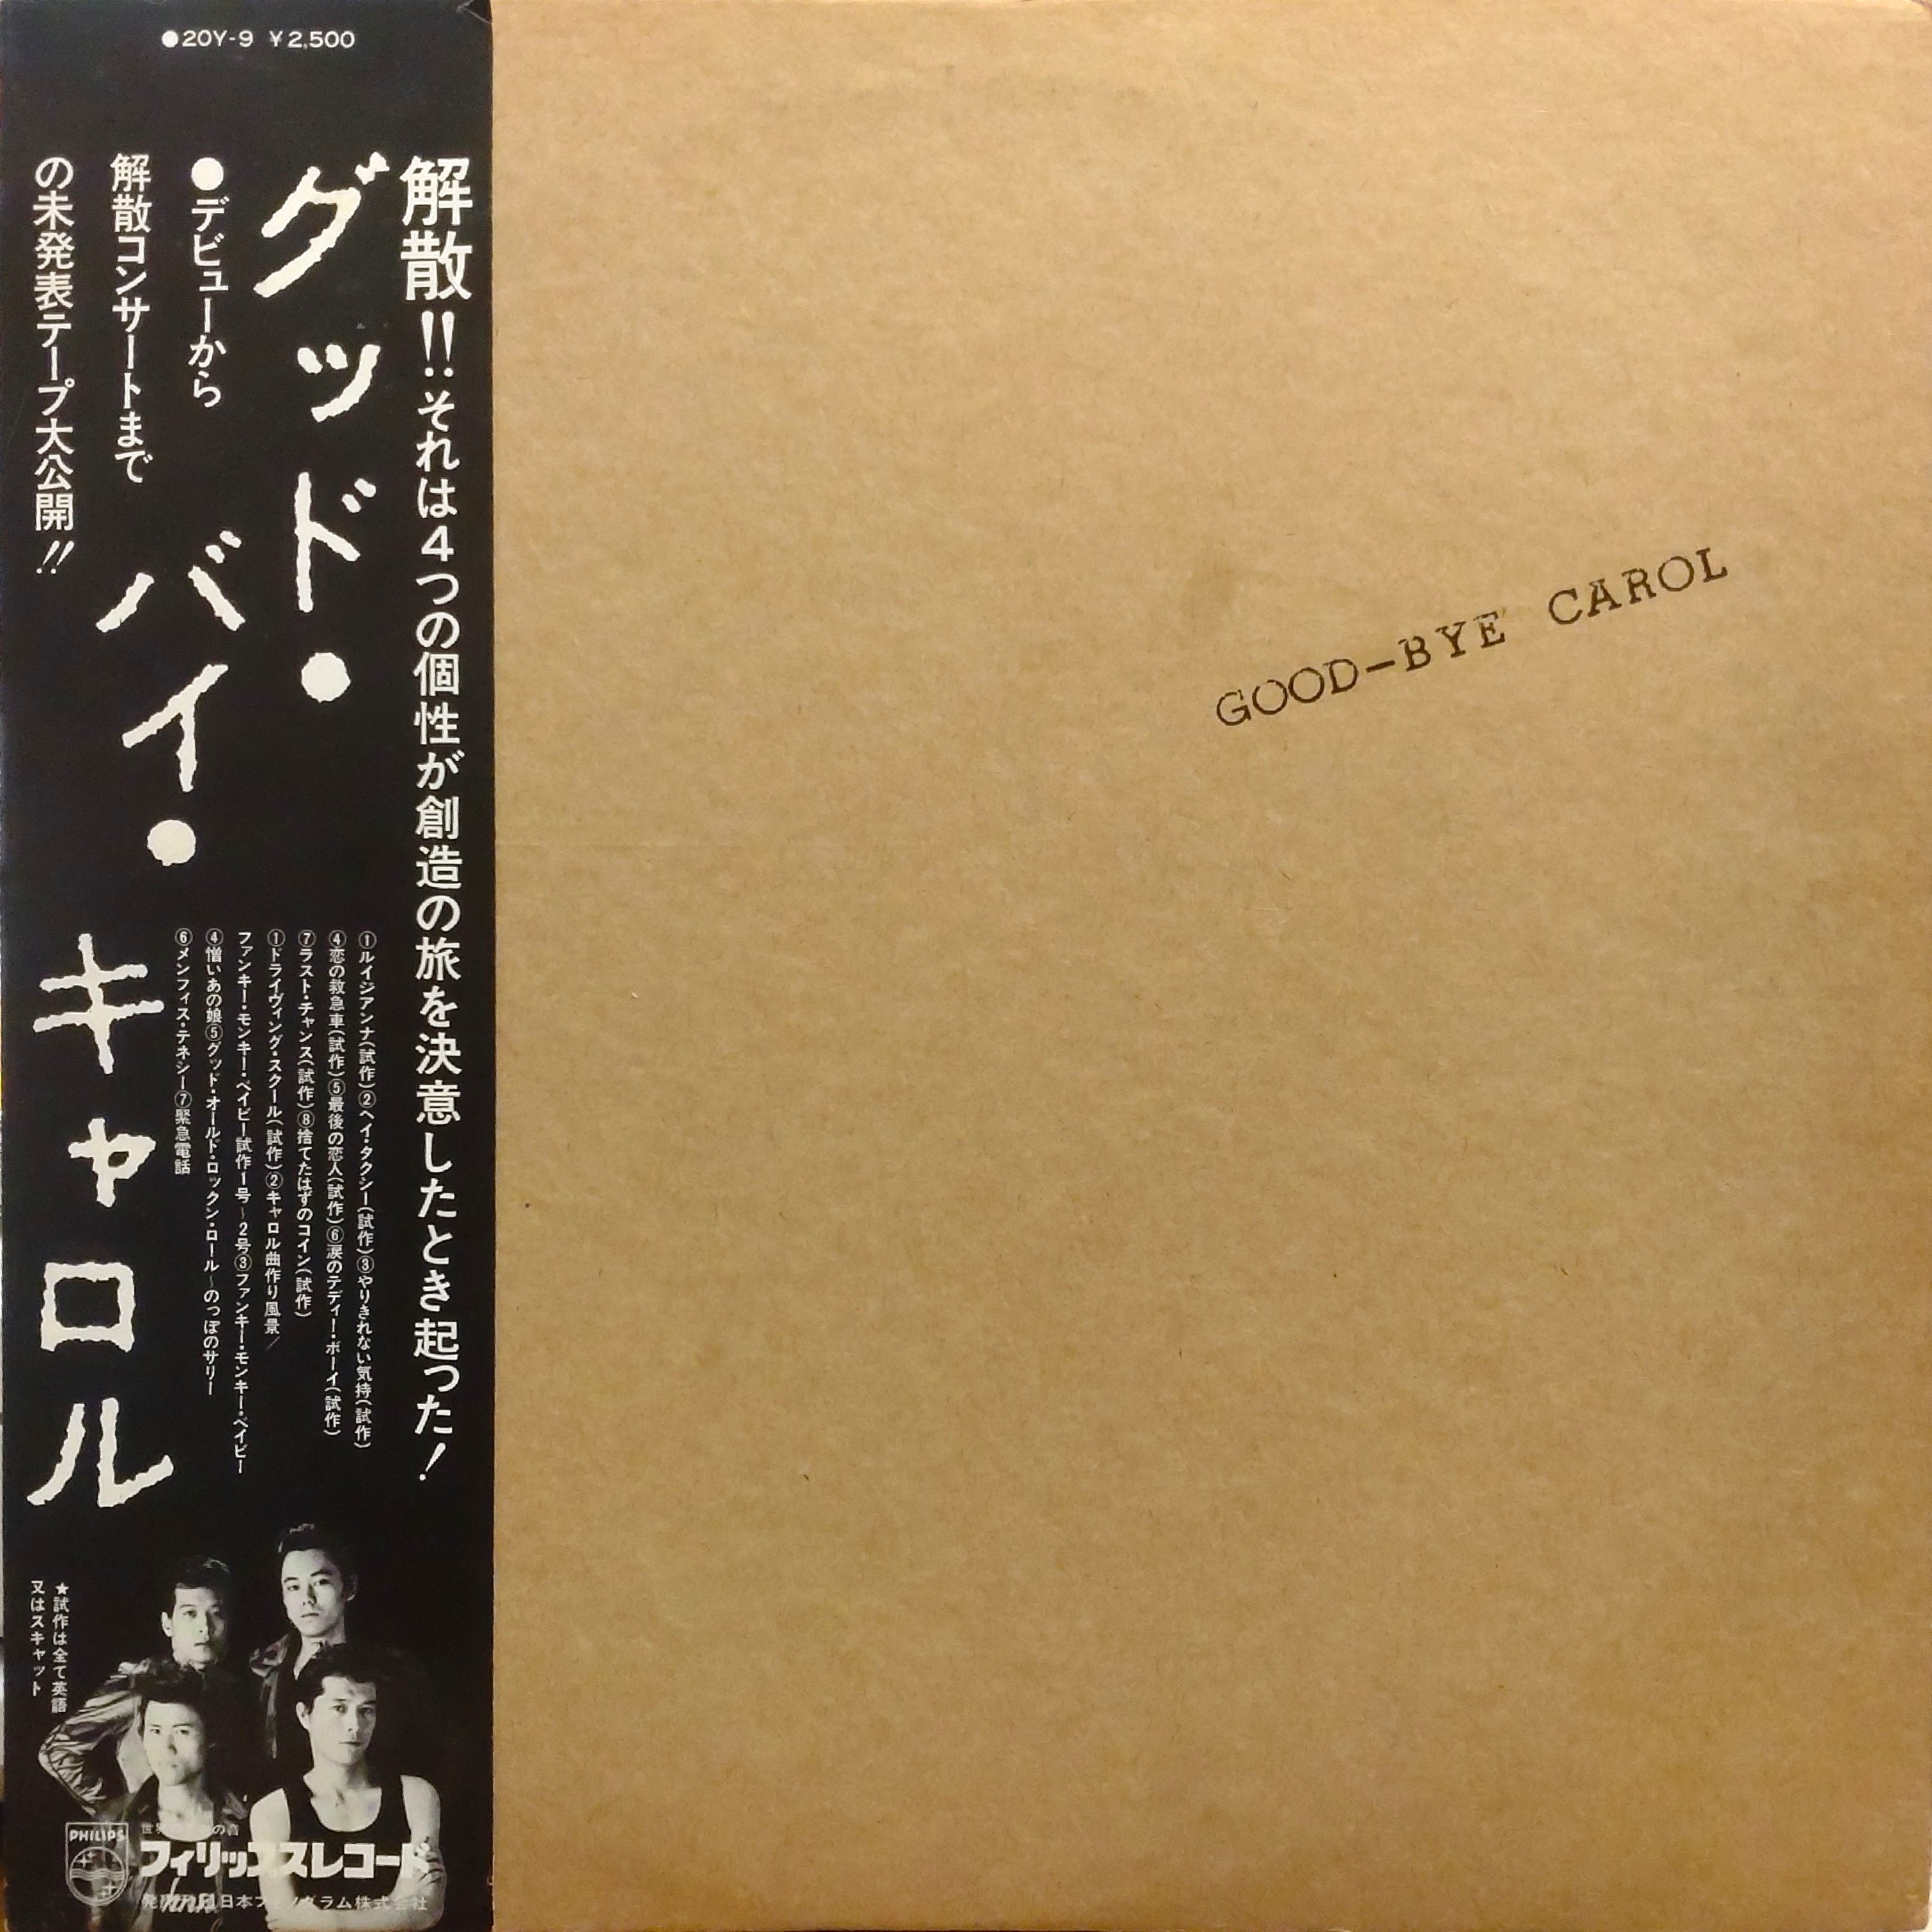 ●20Y-9 ¥2,500
解散!!それは4つの個性が創造の旅を決意したとき起った!
グッド・
バイ・
キャロル
●デビューから
解散コンサートまで
の未発表テープ大公開!!
①ルイジアンナ(試作)②ヘイ・タクシー(試作)③やりきれない気持(試作)
④恋の救急車(試作)⑤最後の恋人(試作)⑥涙のテディー・ボーイ(試作)
⑦ラスト・チャンス(試作)⑧捨てたはずのコイン(試作)
①ドライヴィング・スクール(試作)②キャロル曲作り風景/
ファンキー・モンキー・ベイビー試作1号~2号③ファンキー・モンキー・ベイビー
④憎いあの娘⑤グッド・オールド・ロックン・ロール~のっぽのサリー
⑥メンフィス・テネシー⑦緊急電話
★試作は全て英語
又はスキャット
PHILIPS
フィリップスレコード
日本フォノグラム株式会社
GOOD-BYE CAROL